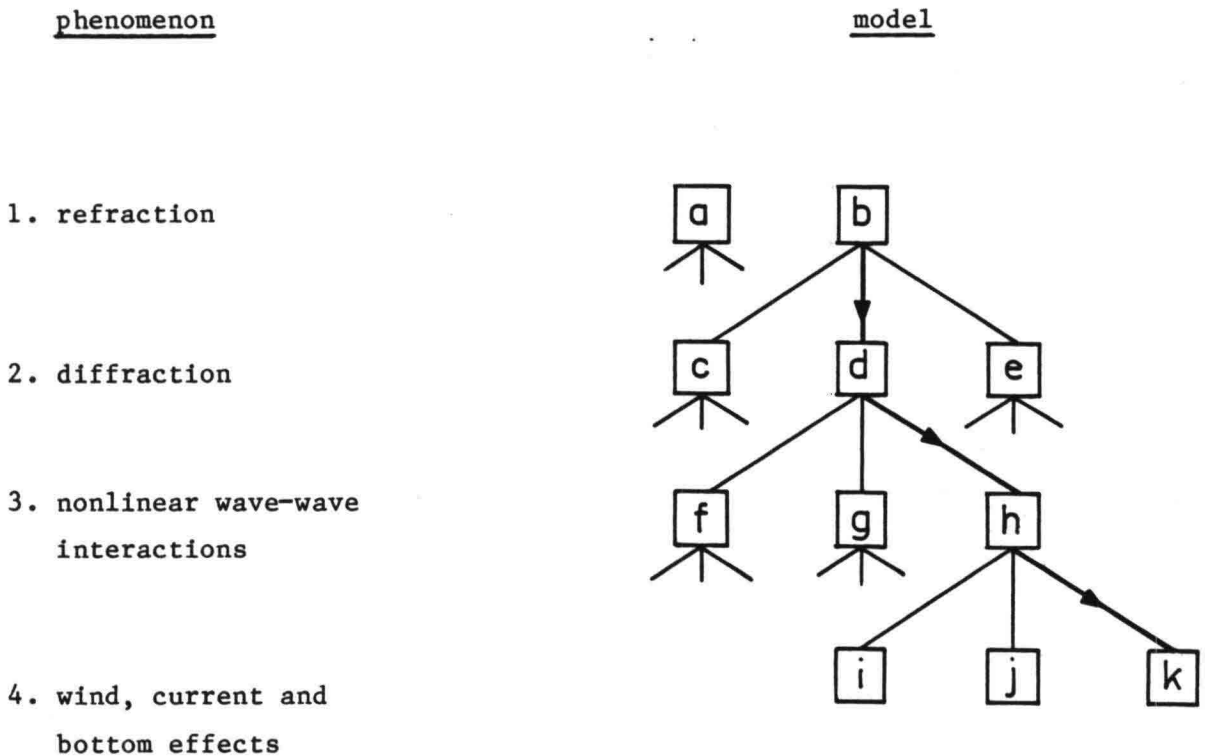 phenomenon model
1. refraction
a b
2. diffraction
c d e
3. nonlinear wave-wave
interactions
f g h
i j k
4. wind, current and
bottom effects